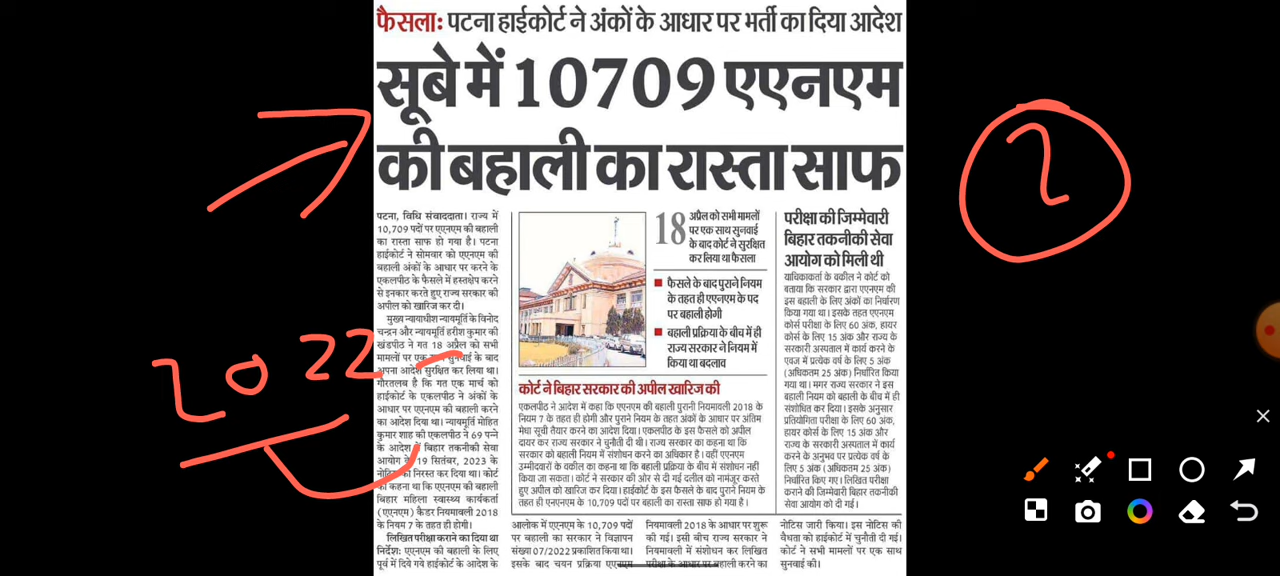 फैसला: पटना हाईकोर्ट ने अंकों के आधार पर भर्ती का दिया आदेश
सूबे में 10709 एएनएम
की बहाली का रास्ता साफ
2
2022
पटना, विधि संवाददाता। राज्य में
10,709 पदों पर एएनएम की बहाली
का रास्ता साफ हो गया है। पटना
हाईकोर्ट ने सोमवार को एएनएम की
बहाली अंकों के आधार पर करने के
एकलपीठ के फैसले में हस्तक्षेप करने
से इनकार करते हुए राज्य सरकार की
अपील को खारिज कर दी।
मुख्य न्यायाधीश न्यायमूर्ति के विनोद
चन्द्रन और न्यायमूर्ति हरीश कुमार की
खंडपीठ ने गत 18 अप्रैल को सभी
मामलों पर एक सुनवाई के बाद
अपना आदेश सुरक्षित कर लिया था।
गौरतलब है कि गत एक मार्च को
हाईकोर्ट के एकलपीठ ने अंकों के
आधार पर एएनएम की बहाली करने
का आदेश दिया था। न्यायमूर्ति मोहित
कुमार शाह की एकलपीठ ने 69 पन्ने
के आदेश में बिहार तकनीकी सेवा
आयोग के 19 सितंबर, 2023 के
नोटिस को निरस्त कर दिया था। कोर्ट
का कहना था कि एएनएम की बहाली
बिहार महिला स्वास्थ्य कार्यकर्ता
(एएनएम) कैडर नियमावली 2018
के नियम 7 के तहत ही होगी।
लिखित परीक्षा कराने का दिया था
निर्देश: एएनएम की बहाली के लिए
पूर्व में दिये गये हाईकोर्ट के आदेश के
18 अप्रैल को सभी मामलों
पर एक साथ सुनवाई
के बाद कोर्ट ने सुरक्षित
कर लिया था फैसला
फैसले के बाद पुराने नियम
के तहत ही एएनएम के पद
पर बहाली होगी
बहाली प्रक्रिया के बीच में ही
राज्य सरकार ने नियम में
किया था बदलाव
कोर्ट ने बिहार सरकार की अपील खारिज की
एकलपीठ ने आदेश में कहा कि एएनएम की बहाली पुरानी नियमावली 2018 के
नियम 7 के तहत ही होगी और पुराने नियम के तहत अंकों के आधार पर अंतिम
मेधा सूची तैयार करने का आदेश दिया। एकलपीठ के इस फैसले को अपील
दायर कर राज्य सरकार ने चुनौती दी थी। राज्य सरकार का कहना था कि
सरकार को बहाली नियम में संशोधन करने का अधिकार है। वहीं एएनएम
उम्मीदवारों के वकील का कहना था कि बहाली प्रक्रिया के बीच में संशोधन नहीं
किया जा सकता। कोर्ट ने सरकार की ओर से दी गई दलील को नामंजूर करते
हुए अपील को खारिज कर दिया। हाईकोर्ट के इस फैसले के बाद पुराने नियम के
तहत ही एनएनएम के 10,709 पदों पर बहाली का रास्ता साफ हो गया है।
आलोक में एएनएम के 10,709 पदों
पर बहाली का सरकार ने विज्ञापन
संख्या 07/2022 प्रकाशित किया था।
इसके बाद चयन प्रक्रिया एएनएम
नियमावली 2018 के आधार पर शुरू
की गई। इसी बीच राज्य सरकार ने
नियमावली में संशोधन कर लिखित
परीक्षा के आधार पर बहाली करने का
परीक्षा की जिम्मेवारी
बिहार तकनीकी सेवा
आयोग को मिली थी
याचिकाकर्ता के वकील ने कोर्ट को
बताया कि सरकार द्वारा एएनएम की
इस बहाली के लिए अंकों का निर्धारण
किया गया था। इसके तहत एएनएम
कोर्स परीक्षा के लिए 60 अंक, हायर
कोर्स के लिए 15 अंक और राज्य के
सरकारी अस्पताल में कार्य करने के
एवज में प्रत्येक वर्ष के लिए 5 अंक
(अधिकतम 25 अंक) निर्धारित किया
गया था। मगर राज्य सरकार ने इस
बहाली नियम को बहाली के बीच में ही
संशोधित कर दिया। इसके अनुसार
प्रतियोगिता परीक्षा के लिए 60 अंक,
हायर कोर्स के लिए 15 अंक और
राज्य के सरकारी अस्पताल में कार्य
करने के अनुभव पर प्रत्येक वर्ष के
लिए 5 अंक (अधिकतम 25 अंक)
निर्धारित किए गए। लिखित परीक्षा
कराने की जिम्मेवारी बिहार तकनीकी
सेवा आयोग को दी गई।
नोटिस जारी किया। इस नोटिस की
वैधता को हाईकोर्ट में चुनौती दी गई।
कोर्ट ने सभी मामलों पर एक साथ
सुनवाई की।